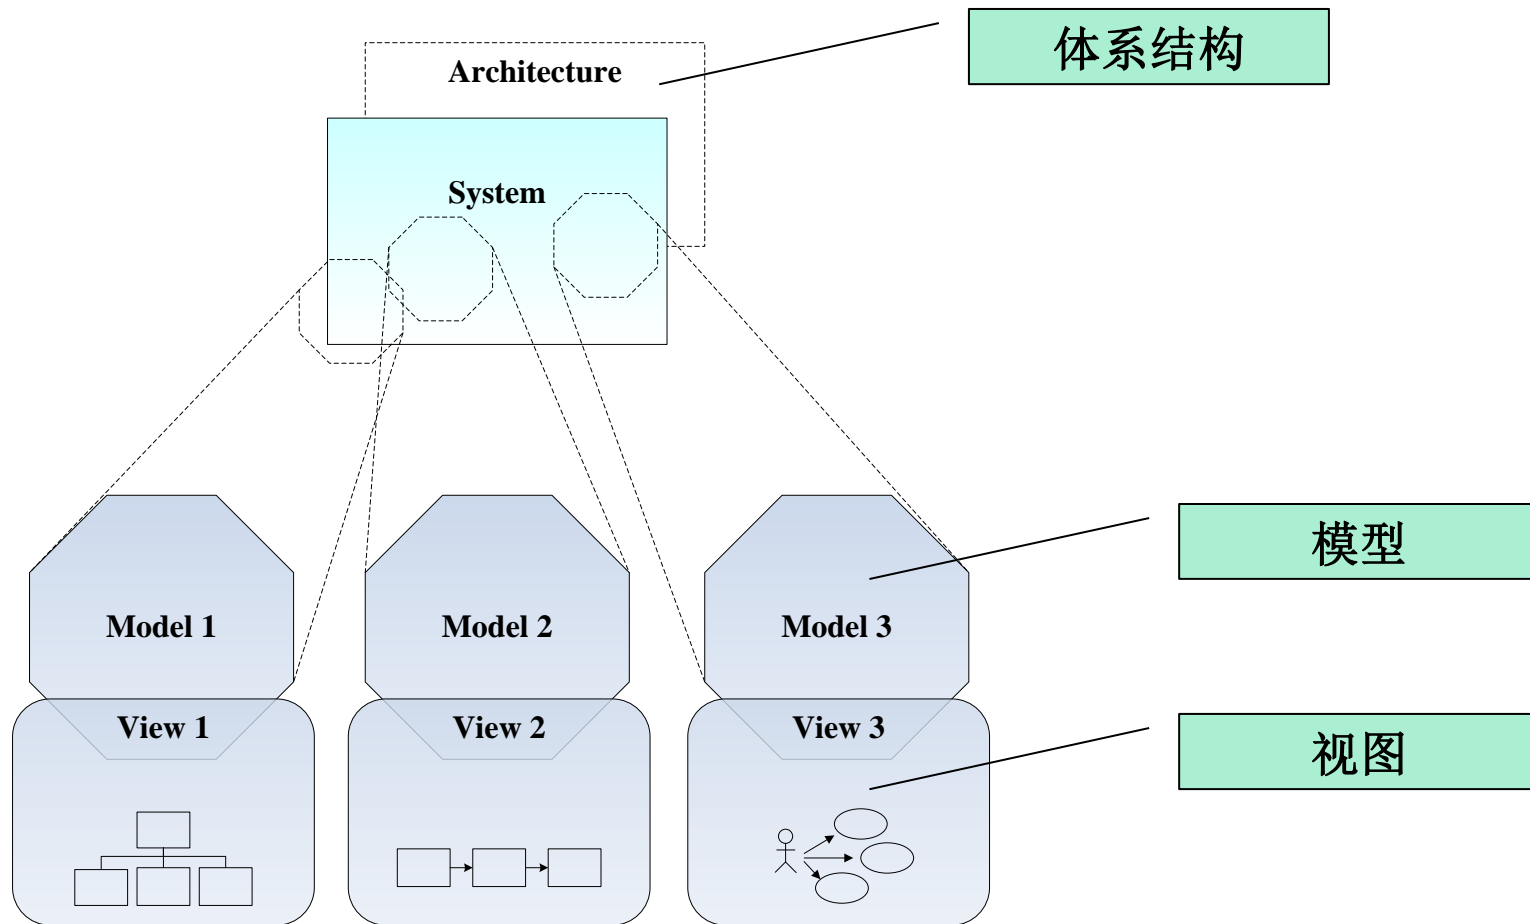 体系结构
Architecture
System
模型
Model 1
Model 2
Model 3
View 1
View 2
View 3
视图